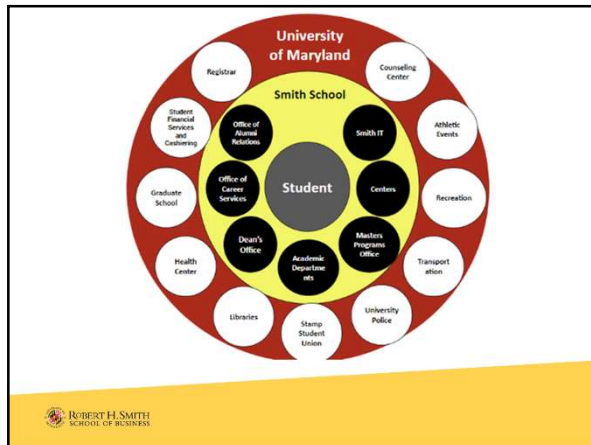 University
of Maryland
Registrar
Counseling
Center
Smith School
Student
Financial
Services
and
Cashiering
Office of
Alumni
Relations
Smith IT
Athletic
Events
Graduate
School
Office of
Career
Services
Student
Centers
Recreation
Health
Center
Dean's
Office
Academic
Departme
nts
Masters
Programs
Office
Transport
ation
Libraries
Stamp
Student
Union
University
Police
ROBERT H. SMITH
SCHOOL OF BUSINESS